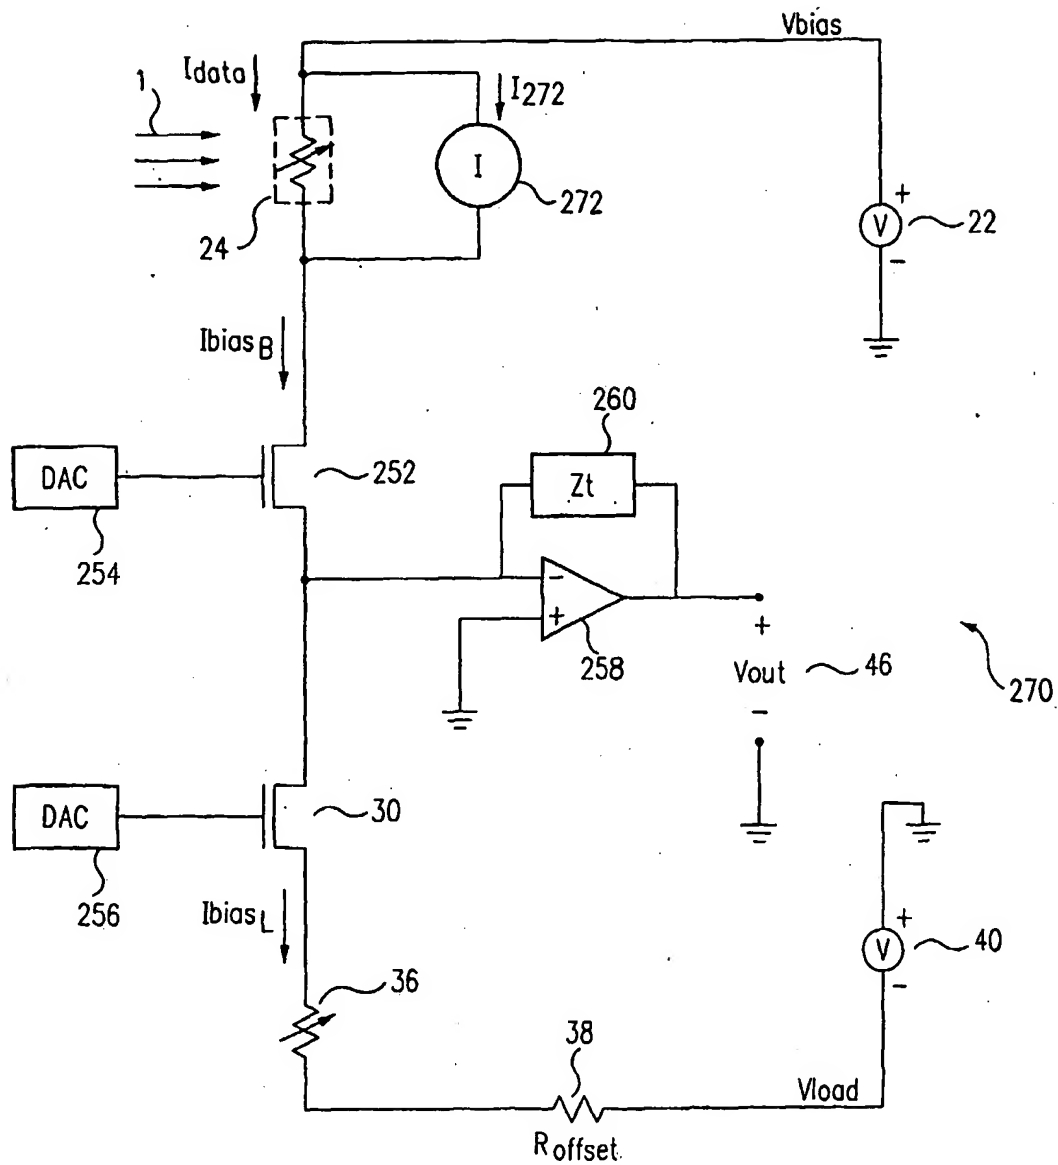 Vbias
Idata
1
I272
I
272
24
V
+
-
22
IbiasB
DAC
254
252
260
Zt
-
+
258
+
Vout
-
46
270
DAC
256
30
IbiasL
36
38
Roffset
Vload
V
+
-
40